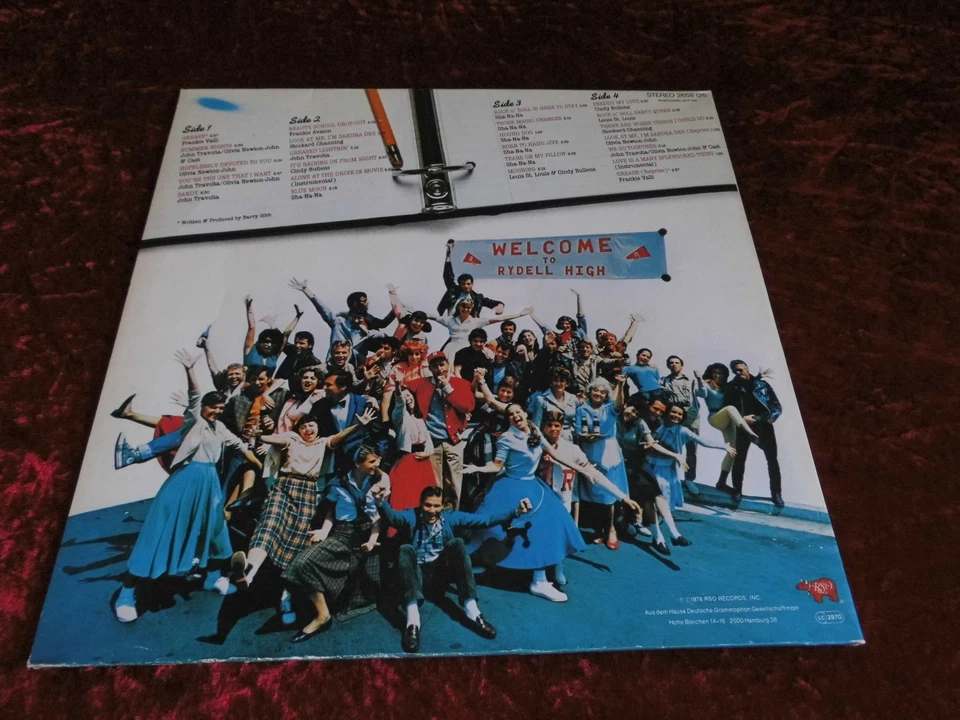 Side 1
GREASE* 3:27
Frankie Valli
SUMMER NIGHTS
John Travolta/Olivia Newton-John
& Cast
HOPELESSLY DEVOTED TO YOU
Olivia Newton-John
YOU'RE THE ONE THAT I WANT
John Travolta/Olivia Newton-John
SANDY
John Travolta
* Written & Produced by Barry Gibb
Side 2
BEAUTY SCHOOL DROP-OUT
Frankie Avalon
LOOK AT ME, I'M SANDRA DEE
Stockard Channing
GREASED LIGHTNIN'
John Travolta
IT'S RAINING ON PROM NIGHT
Cindy Bullens
ALONE AT THE DRIVE-IN MOVIE
(Instrumental)
BLUE MOON
Sha-Na-Na
Side 3
ROCK N' ROLL IS HERE TO STAY
Sha-Na-Na
THOSE MAGIC CHANGES
Sha-Na-Na
HOUND DOG
Sha-Na-Na
BORN TO HAND JIVE
Sha-Na-Na
TEARS ON MY PILLOW
Sha-Na-Na
MOONING
Louis St. Louis & Cindy Bullens
Side 4
STEREO 2658 125
FREDDY MY LOVE
Cindy Bullens
ROCK N' ROLL PARTY QUEEN
Louis St. Louis
THERE ARE WORSE THINGS I COULD DO
Stockard Channing
LOOK AT ME, I'M SANDRA DEE (Reprise)
Olivia Newton-John
WE GO TOGETHER
John Travolta/Olivia Newton-John & Cast
LOVE IS A MANY SPLENDORED THING
(Instrumental)
GREASE (Reprise)*
Frankie Valli
WELCOME
TO
RYDELL HIGH
R
RSO
℗ © 1978 RSO RECORDS, INC.
Aus dem Hause Deutsche Grammophon Gesellschaft mbH
Hohe Bleichen 14-16 2000 Hamburg 36
LC 3970